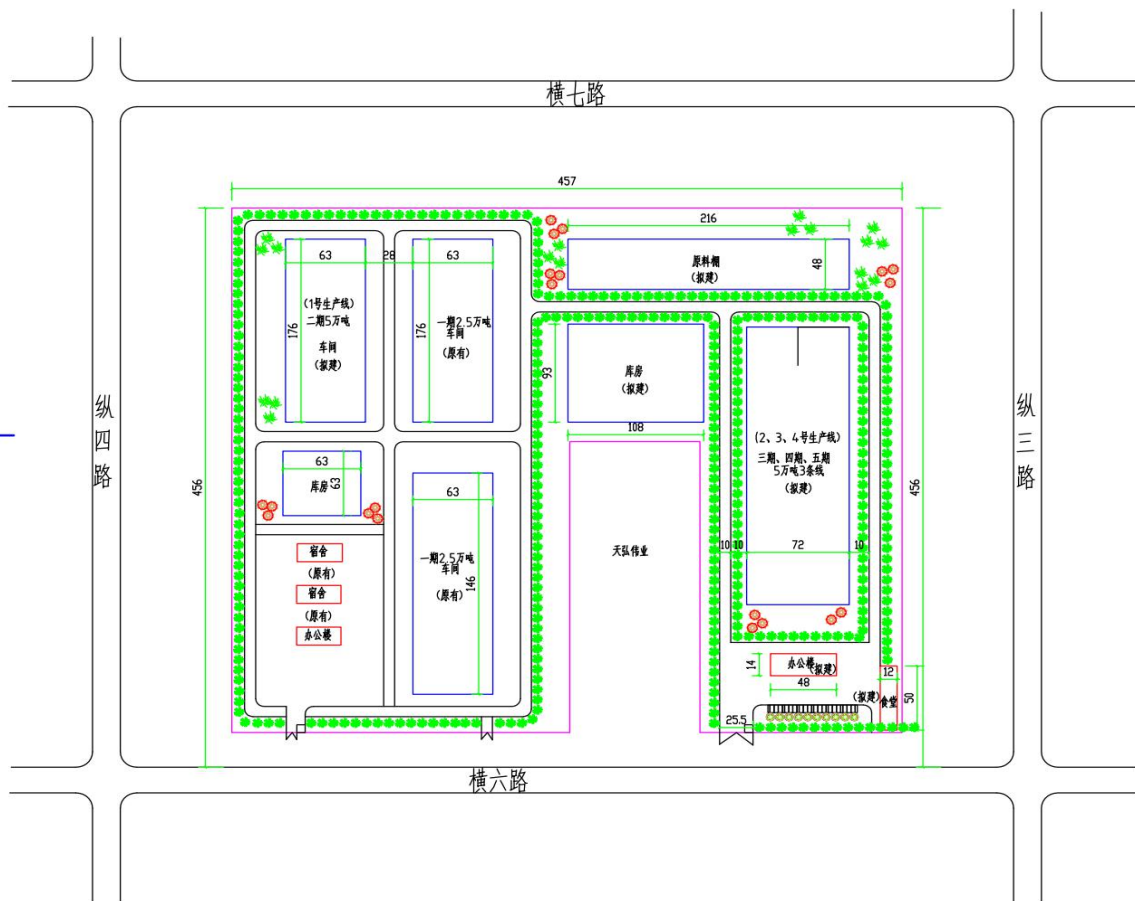 横七路
457
216
63
28
63
原料棚
(拟建)
48
(1号生产线)
二期5万吨
车间
(拟建)
176
一期2.5万吨
车间
(原有)
176
93
库房
(拟建)
108
纵四路
纵三路
456
456
(2、3、4号生产线)
三期、四期、五期
5万吨3条线
(拟建)
63
库房
63
63
一期2.5万吨
车间
(原有)
146
天弘伟业
10
10
72
10
宿舍
(原有)
宿舍
(原有)
办公楼
14
办公楼(拟建)
48
12
(拟建)
食堂
50
25.5
横六路